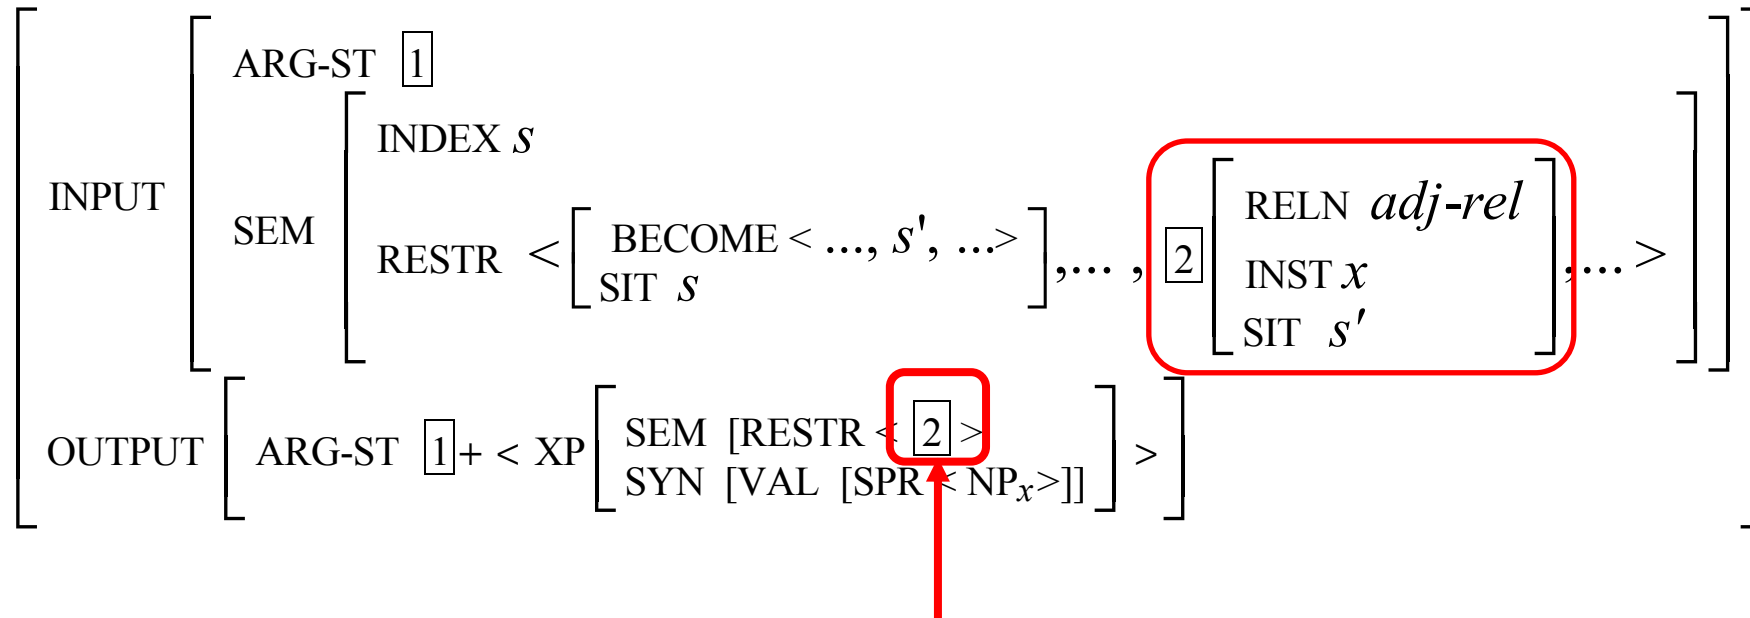 ARG-ST 1
INDEX s
INPUT
SEM
RESTR < BECOME < ..., s', ...> SIT s ,... , 2 RELN adj-rel INST x SIT s' ,... >
OUTPUT ARG-ST 1 + < XP SEM [RESTR < 2 > >
SYN [VAL [SPR < NPx>]]